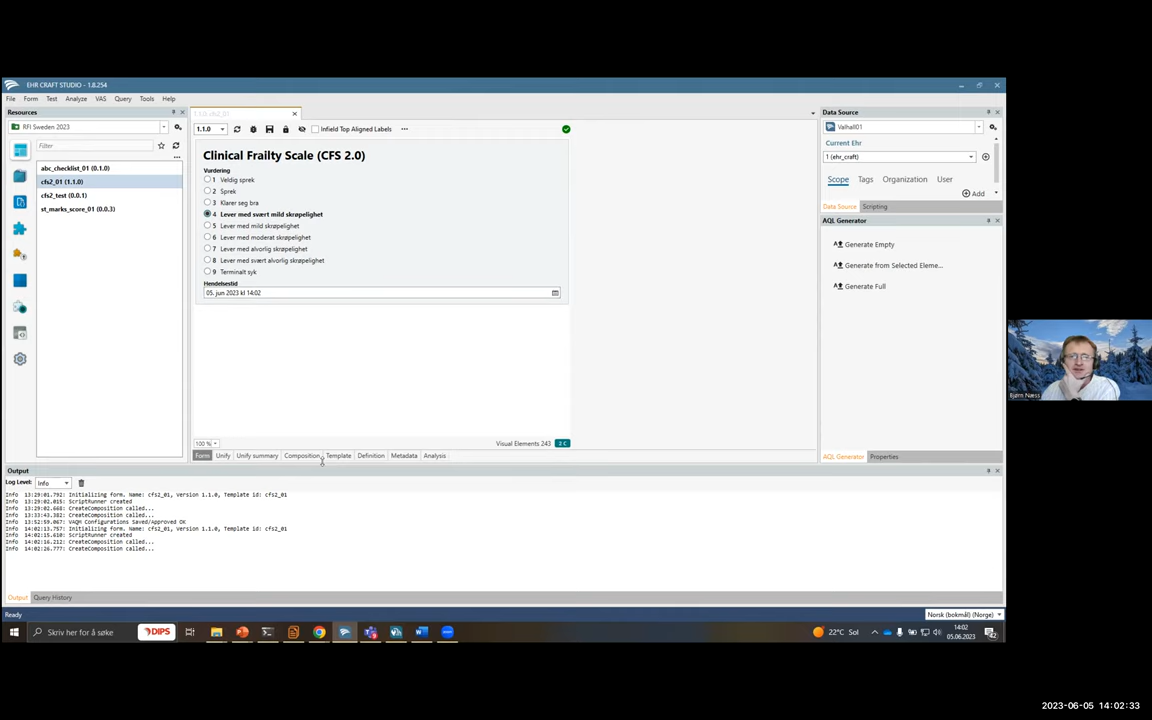 EHR CRAFT STUDIO - 1.8.254
File Form Test Analyze VAS Query Tools Help
Resources
RFI Sweden 2023
Filter
abc_checklist_01 (0.1.0)
cfs2_01 (1.1.0)
cfs2_test (0.0.1)
st_marks_score_01 (0.0.3)
1.1.0 cfs2_01
1.1.0 Infield Top Aligned Labels
Clinical Frailty Scale (CFS 2.0)
Vurdering
1 Veldig sprek
2 Sprek
3 Klarer seg bra
4 Lever med svært mild skrøpelighet
5 Lever med mild skrøpelighet
6 Lever med moderat skrøpelighet
7 Lever med alvorlig skrøpelighet
8 Lever med svært alvorlig skrøpelighet
9 Terminalt syk
Hendelsestid
05. jun 2023 kl 14:02
100 % Visual Elements 243 2 C
Form Unify Unify summary Composition Template Definition Metadata Analysis
Data Source
Valhall01
Current Ehr
1 (ehr_craft)
Scope Tags Organization User
Add
Data Source Scripting
AQL Generator
Generate Empty
Generate from Selected Eleme...
Generate Full
AQL Generator Properties
Bjørn Næss
Output
Log Level: Info
Info 13:29:01.792: Initializing form. Name: cfs2_01, Version 1.1.0, Template id: cfs2_01
Info 13:29:02.015: ScriptRunner created
Info 13:29:02.668: CreateComposition called...
Info 13:33:43.382: CreateComposition called...
Info 13:52:59.067: VAQM Configurations Saved/Approved OK
Info 14:02:13.757: Initializing form. Name: cfs2_01, Version 1.1.0, Template id: cfs2_01
Info 14:02:15.610: ScriptRunner created
Info 14:02:16.212: CreateComposition called...
Info 14:02:26.777: CreateComposition called...
Output Query History
Ready Norsk (bokmål) (Norge)
Skriv her for å søke DIPS 22°C Sol 14:02
05.06.2023
2023-06-05 14:02:33